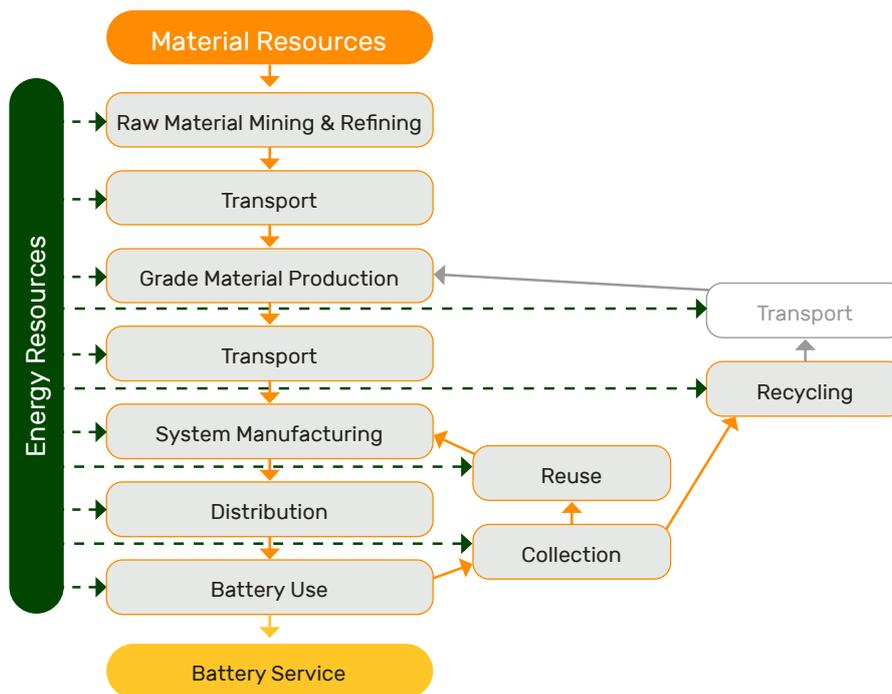 Material Resources
Energy Resources
Raw Material Mining & Refining
Transport
Grade Material Production
Transport
Transport
Recycling
System Manufacturing
Reuse
Distribution
Collection
Battery Use
Battery Service